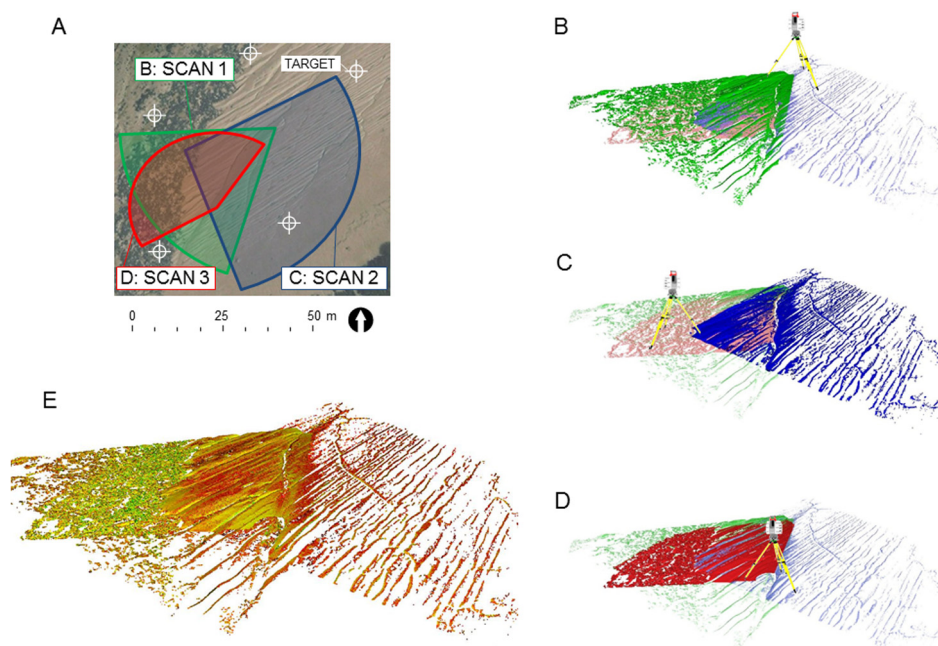 A
TARGET
B: SCAN 1
D: SCAN 3
C: SCAN 2
0 25 50 m
B
C
E
D